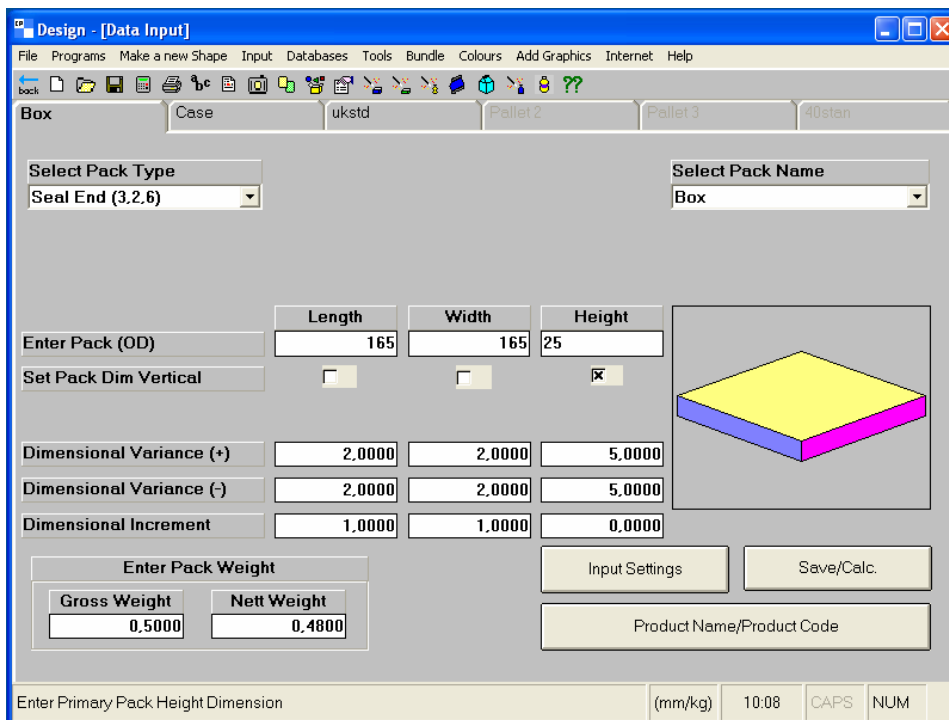 Design - [Data Input]
File Programs Make a new Shape Input Databases Tools Bundle Colours Add Graphics Internet Help
back abc ??
Box Case ukstd Pallet 2 Pallet 3 40stan
Select Pack Type Select Pack Name
Seal End (3,2,6) Box
Length Width Height
Enter Pack (OD) 165 165 25
Set Pack Dim Vertical
Dimensional Variance (+) 2,0000 2,0000 5,0000
Dimensional Variance (-) 2,0000 2,0000 5,0000
Dimensional Increment 1,0000 1,0000 0,0000
Enter Pack Weight Input Settings Save/Calc.
Gross Weight Nett Weight
0,5000 0,4800 Product Name/Product Code
Enter Primary Pack Height Dimension (mm/kg) 10:08 CAPS NUM